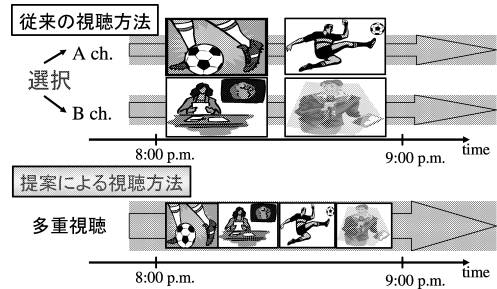 従来の視聴方法
A ch.
選択
B ch.
8:00 p.m.
9:00 p.m.
time
提案による視聴方法
多重視聴
8:00 p.m.
9:00 p.m.
time